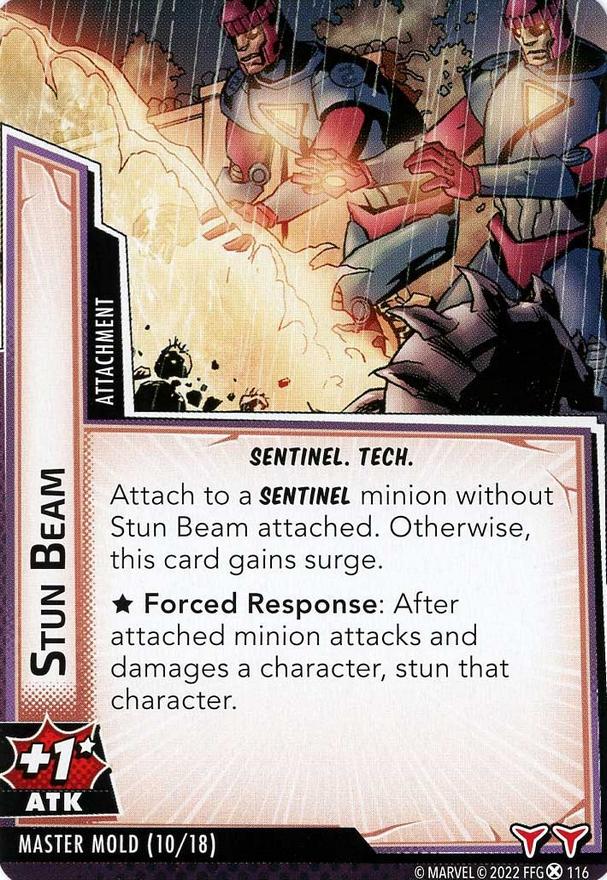 ATTACHMENT
STUN BEAM
SENTINEL. TECH.
Attach to a SENTINEL minion without
Stun Beam attached. Otherwise,
this card gains surge.
★ Forced Response: After
attached minion attacks and
damages a character, stun that
character.
+1★
ATK
MASTER MOLD (10/18)
© MARVEL © 2022 FFG 116